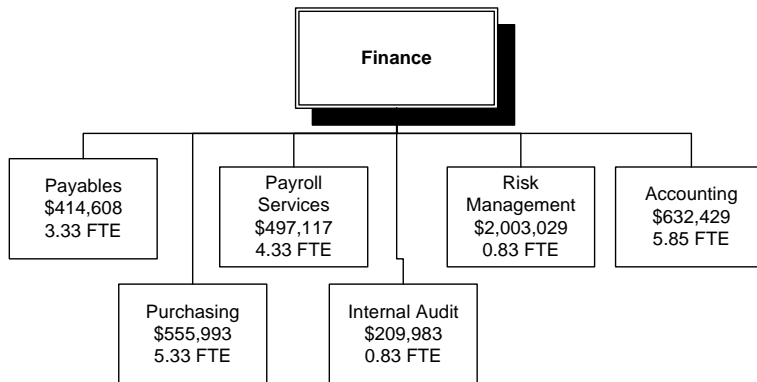 Finance
Payables
$414,608
3.33 FTE
Payroll
Services
$497,117
4.33 FTE
Risk
Management
$2,003,029
0.83 FTE
Accounting
$632,429
5.85 FTE
Purchasing
$555,993
5.33 FTE
Internal Audit
$209,983
0.83 FTE